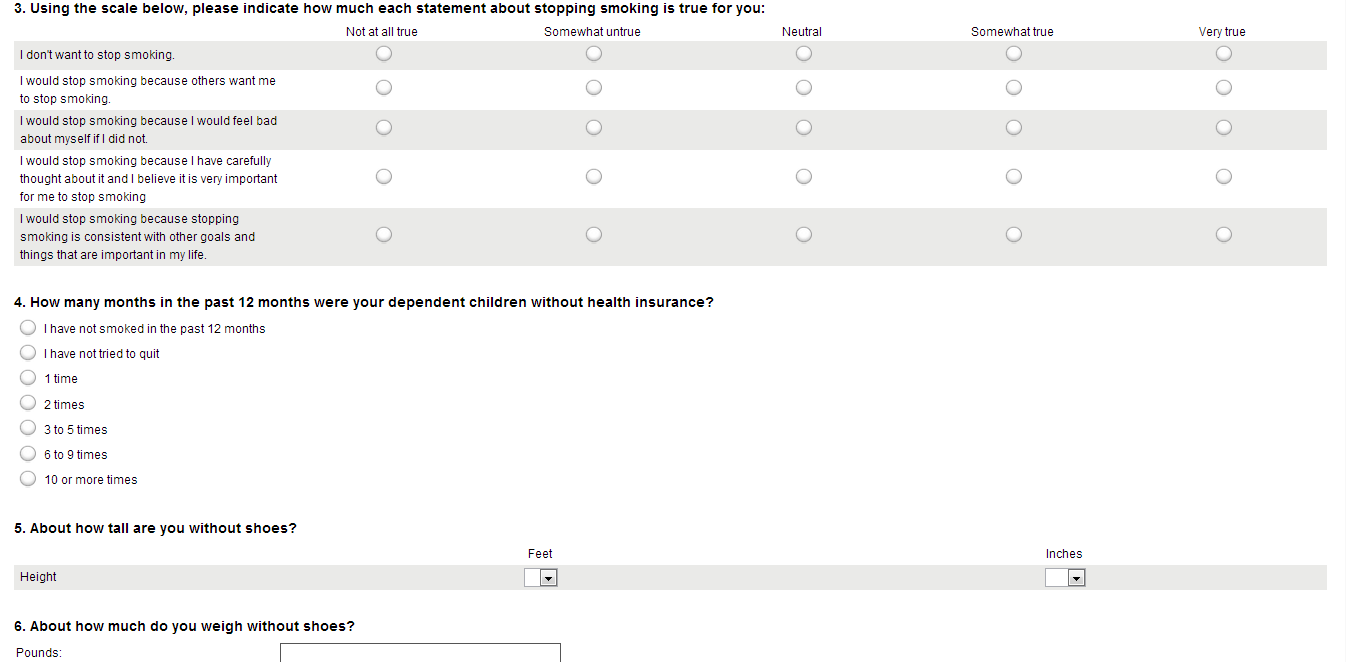 3. Using the scale below, please indicate how much each statement about stopping smoking is true for you:
Not at all true Somewhat untrue Neutral Somewhat true Very true
I don't want to stop smoking.
I would stop smoking because others want me
to stop smoking.
I would stop smoking because I would feel bad
about myself if I did not.
I would stop smoking because I have carefully
thought about it and I believe it is very important
for me to stop smoking
I would stop smoking because stopping
smoking is consistent with other goals and
things that are important in my life.
4. How many months in the past 12 months were your dependent children without health insurance?
I have not smoked in the past 12 months
I have not tried to quit
1 time
2 times
3 to 5 times
6 to 9 times
10 or more times
5. About how tall are you without shoes?
Feet Inches
Height
6. About how much do you weigh without shoes?
Pounds: